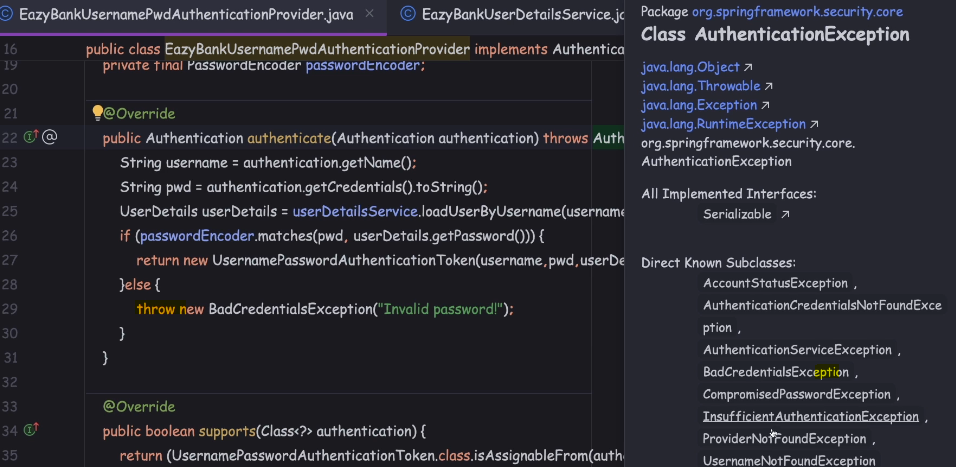 EazyBankUsernamePwdAuthenticationProvider.java
EazyBankUserDetailsService.ja
16 public class EazyBankUsernamePwdAuthenticationProvider implements Authentica
19 private final PasswordEncoder passwordEncoder;
20
21 @Override
22 public Authentication authenticate(Authentication authentication) throws Auth
23 String username = authentication.getName();
24 String pwd = authentication.getCredentials().toString();
25 UserDetails userDetails = userDetailsService.loadUserByUsername(username
26 if (passwordEncoder.matches(pwd, userDetails.getPassword())) {
27 return new UsernamePasswordAuthenticationToken(username,pwd,userDe
28 }else {
29 throw new BadCredentialsException("Invalid password!");
30 }
31 }
32
33 @Override
34 public boolean supports(Class<?> authentication) {
35 return (UsernamePasswordAuthenticationToken.class.isAssignableFrom(auth
Package org.springframework.security.core
Class AuthenticationException
java.lang.Object
java.lang.Throwable
java.lang.Exception
java.lang.RuntimeException
org.springframework.security.core.
AuthenticationException
All Implemented Interfaces:
Serializable
Direct Known Subclasses:
AccountStatusException ,
AuthenticationCredentialsNotFoundExce
ption ,
AuthenticationServiceException ,
BadCredentialsException ,
CompromisedPasswordException ,
InsufficientAuthenticationException ,
ProviderNotFoundException ,
UsernameNotFoundException